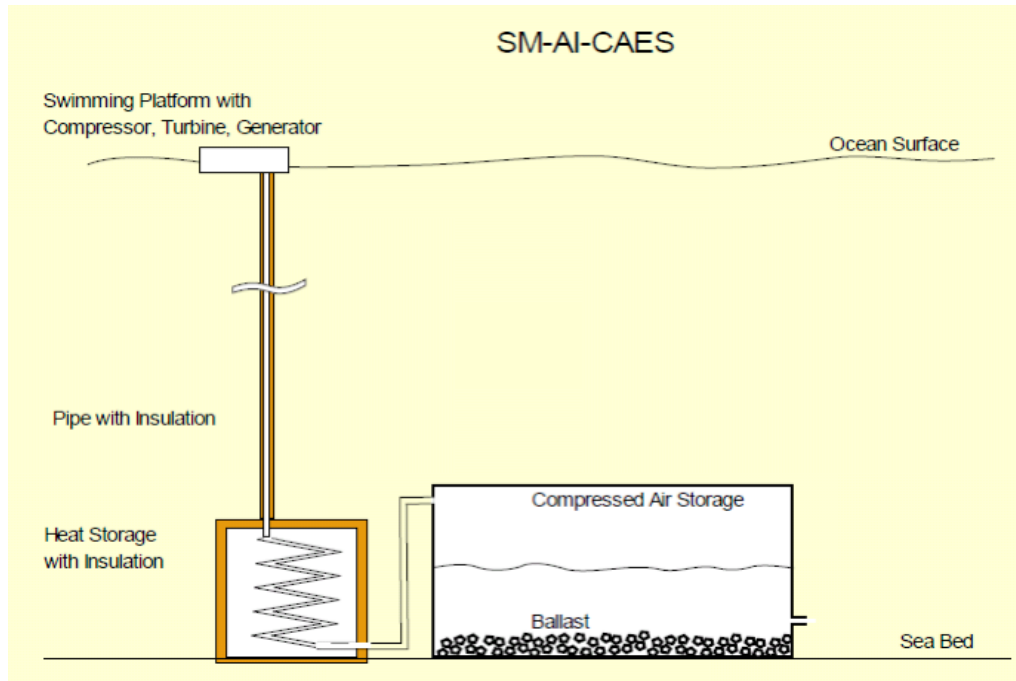 SM-AI-CAES
Swimming Platform with
Compressor, Turbine, Generator
Ocean Surface
Pipe with Insulation
Compressed Air Storage
Heat Storage
with Insulation
Ballast
Sea Bed